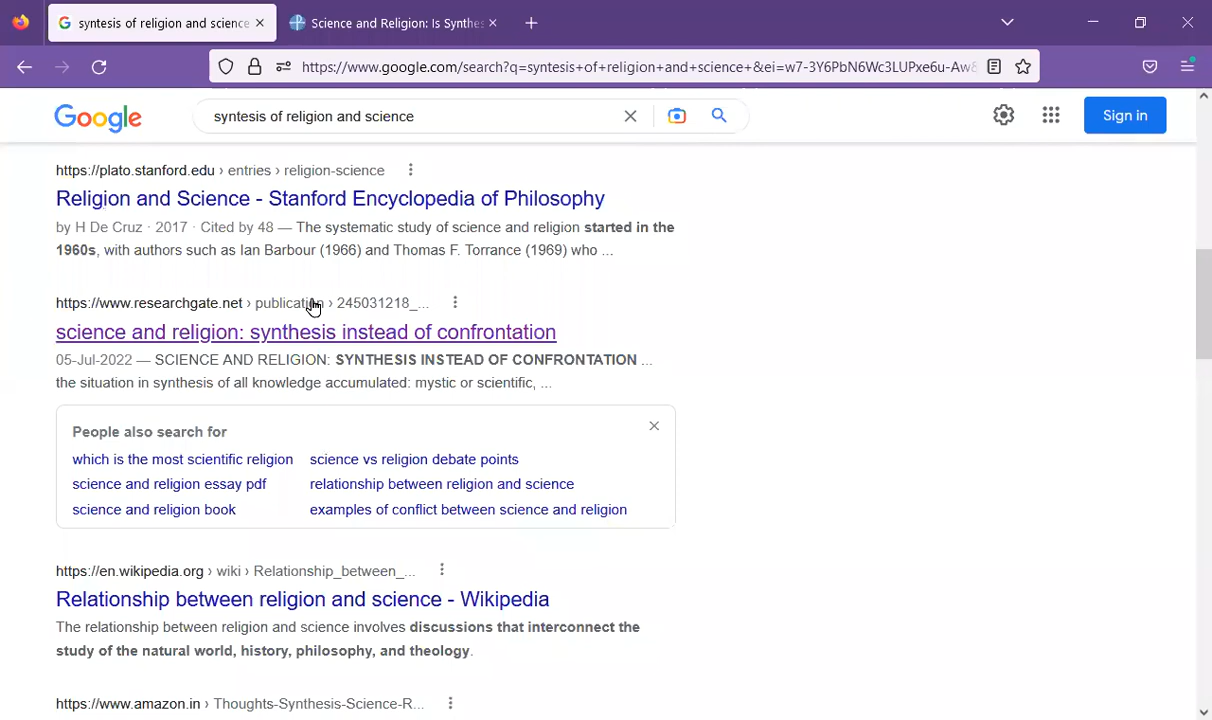 syntesis of religion and science
Science and Religion: Is Synthes
https://www.google.com/search?q=syntesis+of+religion+and+science+&ei=w7-3Y6PbN6Wc3LUPxe6u-Aw8
Google
syntesis of religion and science
Sign in
https://plato.stanford.edu › entries › religion-science
Religion and Science - Stanford Encyclopedia of Philosophy
by H De Cruz · 2017 · Cited by 48 — The systematic study of science and religion started in the
1960s, with authors such as Ian Barbour (1966) and Thomas F. Torrance (1969) who ...
https://www.researchgate.net › publication › 245031218_...
science and religion: synthesis instead of confrontation
05-Jul-2022 — SCIENCE AND RELIGION: SYNTHESIS INSTEAD OF CONFRONTATION ...
the situation in synthesis of all knowledge accumulated: mystic or scientific, ...
People also search for
which is the most scientific religion
science vs religion debate points
science and religion essay pdf
relationship between religion and science
science and religion book
examples of conflict between science and religion
https://en.wikipedia.org › wiki › Relationship_between_...
Relationship between religion and science - Wikipedia
The relationship between religion and science involves discussions that interconnect the
study of the natural world, history, philosophy, and theology.
https://www.amazon.in › Thoughts-Synthesis-Science-R...